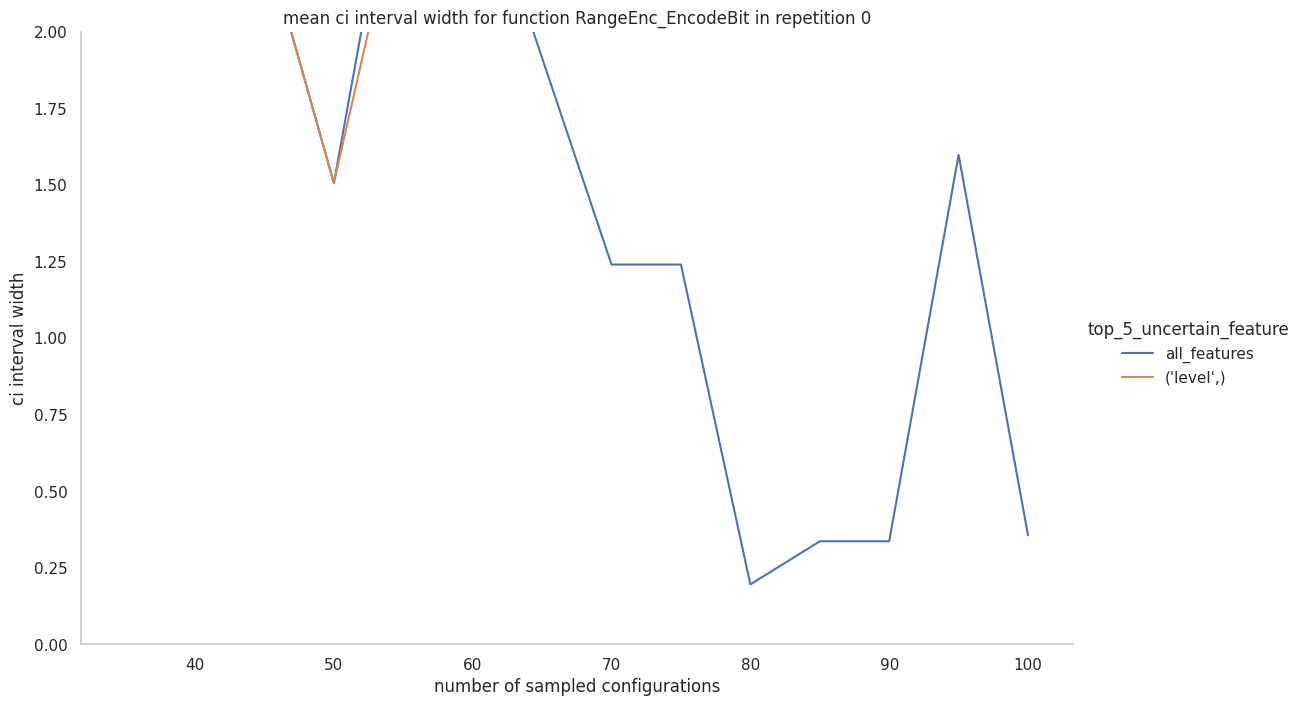 mean ci interval width for function RangeEnc_EncodeBit in repetition 0
2.00
1.75
1.50
1.25
1.00
0.75
0.50
0.25
0.00
ci interval width
40 50 60 70 80 90 100
number of sampled configurations
top_5_uncertain_feature
all_features
('level',)